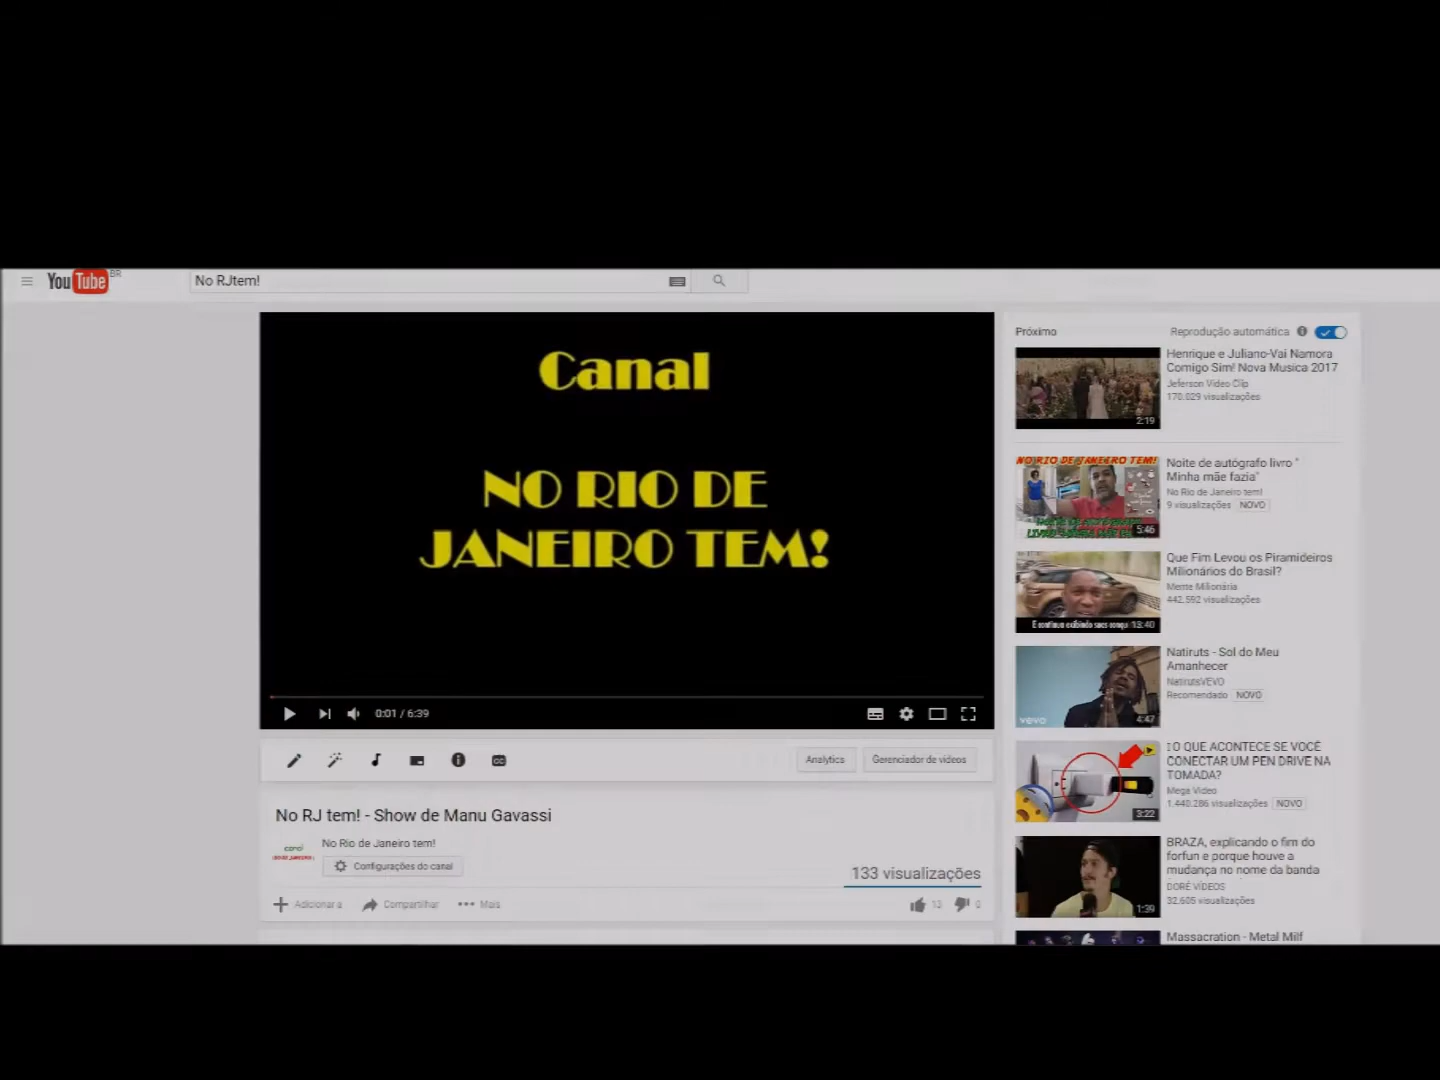 YouTube BR
No RJtem!
Canal
NO RIO DE
JANEIRO TEM!
0:01 / 6:39
Analytics
Gerenciador de vídeos
No RJ tem! - Show de Manu Gavassi
No Rio de Janeiro tem!
Configurações do canal
133 visualizações
Adicionar a
Compartilhar
Mais
13
0
Próximo
Reprodução automática
2:19
Henrique e Juliano-Vai Namora
Comigo Sim! Nova Musica 2017
Jeferson Video Clip
170.029 visualizações
NO RIO DE JANEIRO TEM!
5:46
Noite de autógrafo livro "
Minha mãe fazia"
No Rio de Janeiro tem!
9 visualizações NOVO
E continua exibindo suas
13:40
Que Fim Levou os Piramideiros
Milionários do Brasil?
Mente Milionária
442.592 visualizações
vevo
4:47
Natiruts - Sol do Meu
Amanhecer
NatirutsVEVO
Recomendado NOVO
3:22
O QUE ACONTECE SE VOCÊ
CONECTAR UM PEN DRIVE NA
TOMADA?
Mega Video
1.440.286 visualizações NOVO
1:39
BRAZA, explicando o fim do
forfun e porque houve a
mudança no nome da banda
DORÉ VÍDEOS
32.605 visualizações
Massacration - Metal Milf